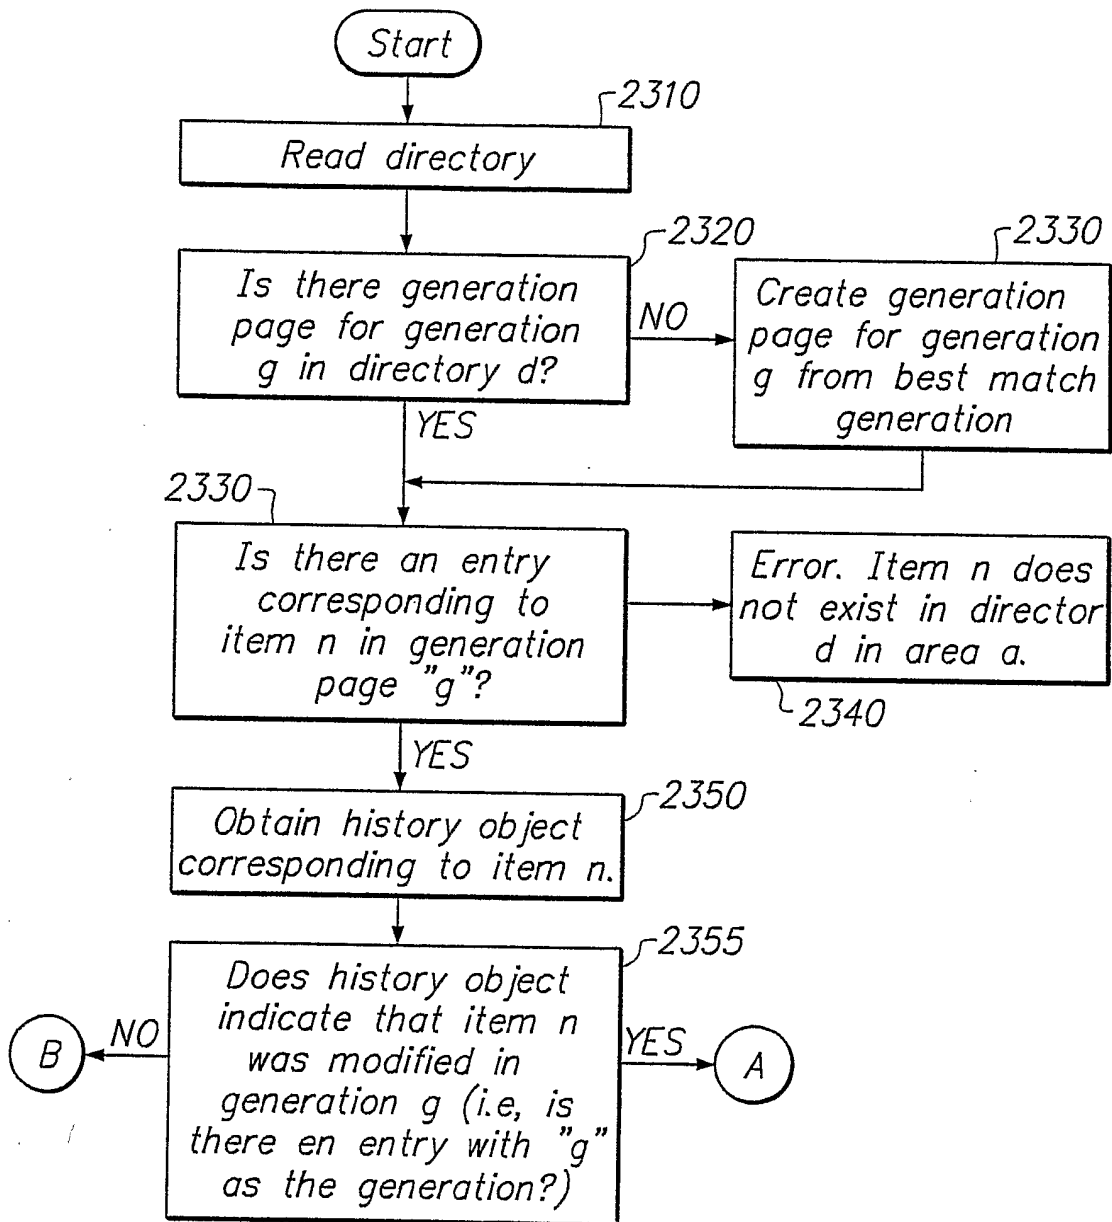 Start
2310
Read directory
2320
Is there generation
page for generation
g in directory d?
NO
2330
Create generation
page for generation
g from best match
generation
YES
2330
Is there an entry
corresponding to
item n in generation
page "g"?
Error. Item n does
not exist in director
d in area a.
2340
YES
2350
Obtain history object
corresponding to item n.
2355
Does history object
indicate that item n
was modified in
generation g (i.e, is
there en entry with "g"
as the generation?)
NO
B
YES
A